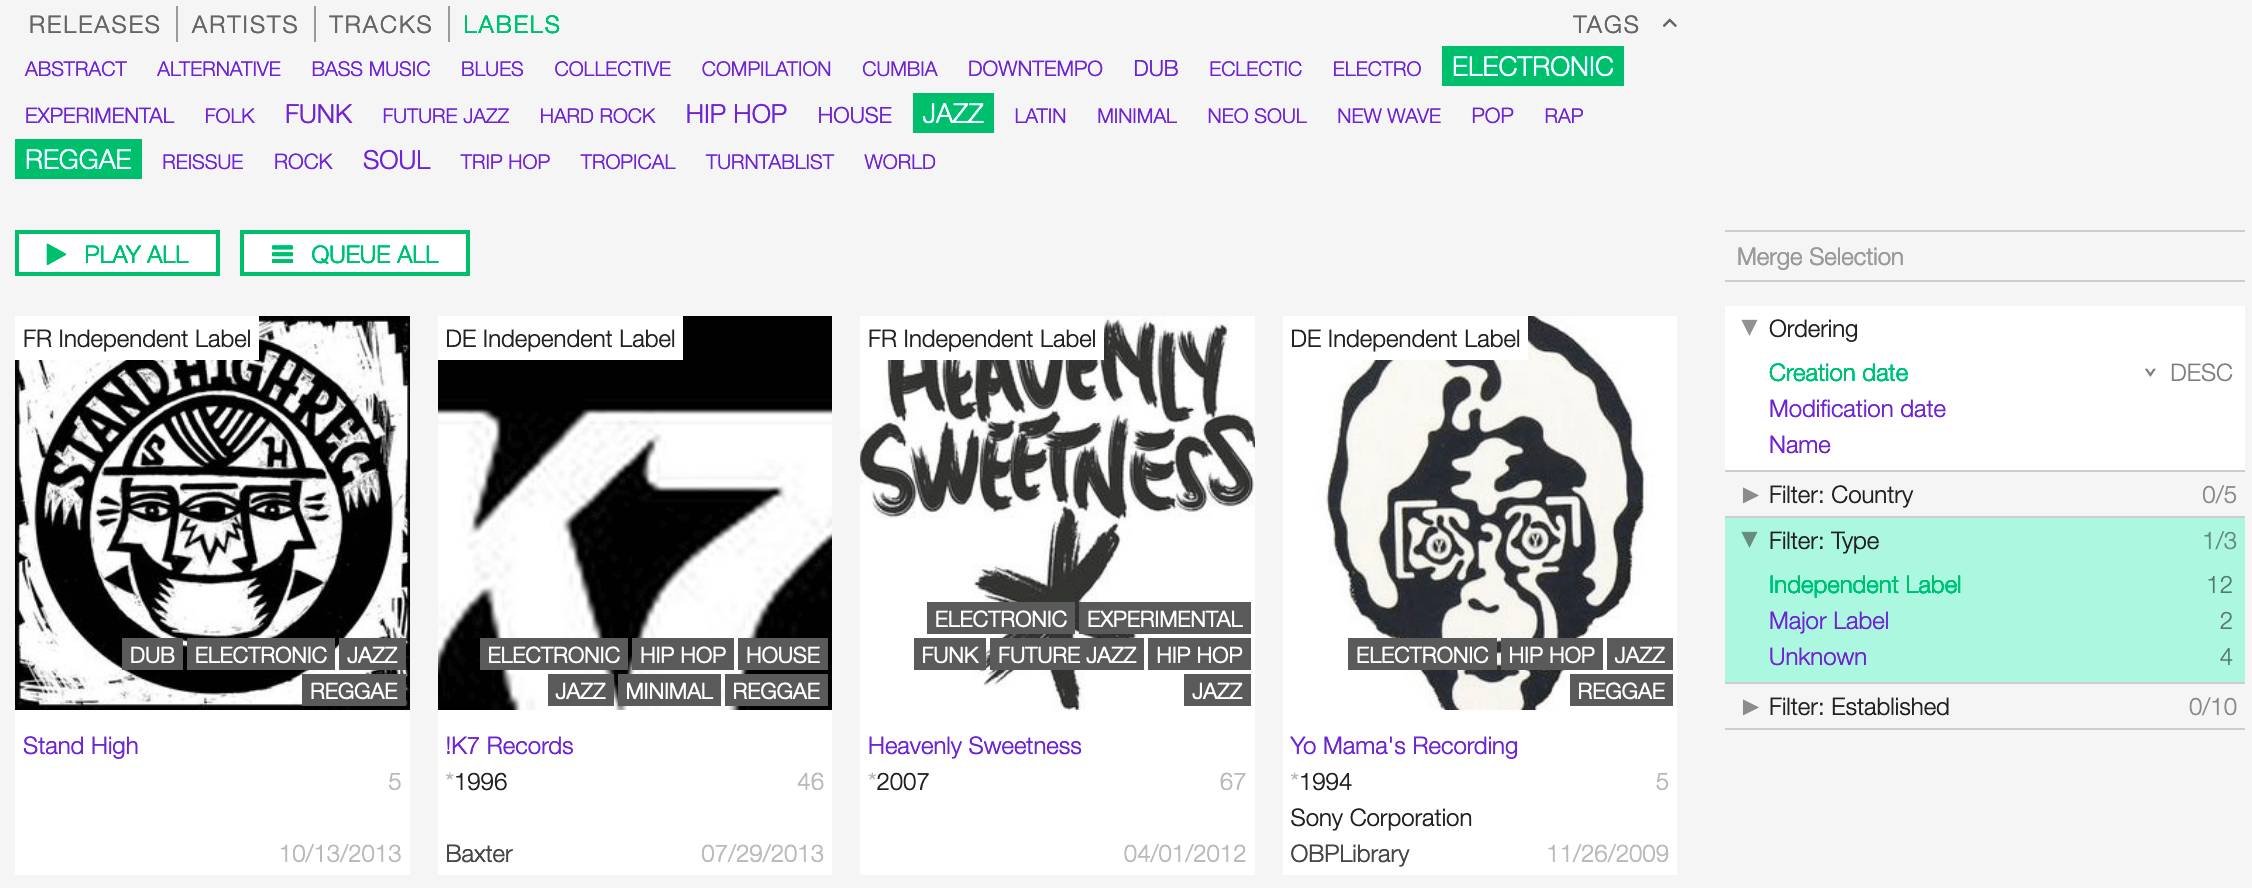 RELEASES ARTISTS TRACKS LABELS TAGS
ABSTRACT ALTERNATIVE BASS MUSIC BLUES COLLECTIVE COMPILATION CUMBIA DOWNTEMPO DUB ECLECTIC ELECTRO ELECTRONIC
EXPERIMENTAL FOLK FUNK FUTURE JAZZ HARD ROCK HIP HOP HOUSE JAZZ LATIN MINIMAL NEO SOUL NEW WAVE POP RAP
REGGAE REISSUE ROCK SOUL TRIP HOP TROPICAL TURNTABLIST WORLD
PLAY ALL QUEUE ALL
FR Independent Label
STAND HIGH REC
S H
DUB ELECTRONIC JAZZ
REGGAE
Stand High
5
10/13/2013
DE Independent Label
K7
ELECTRONIC HIP HOP HOUSE
JAZZ MINIMAL REGGAE
!K7 Records
*1996 46
Baxter 07/29/2013
FR Independent Label
HEAVENLY
SWEETNESS
ELECTRONIC EXPERIMENTAL
FUNK FUTURE JAZZ HIP HOP
JAZZ
Heavenly Sweetness
*2007 67
04/01/2012
DE Independent Label
ELECTRONIC HIP HOP JAZZ
REGGAE
Yo Mama's Recording
*1994 5
Sony Corporation
OBPLibrary 11/26/2009
Merge Selection
Ordering
Creation date DESC
Modification date
Name
Filter: Country 0/5
Filter: Type 1/3
Independent Label 12
Major Label 2
Unknown 4
Filter: Established 0/10